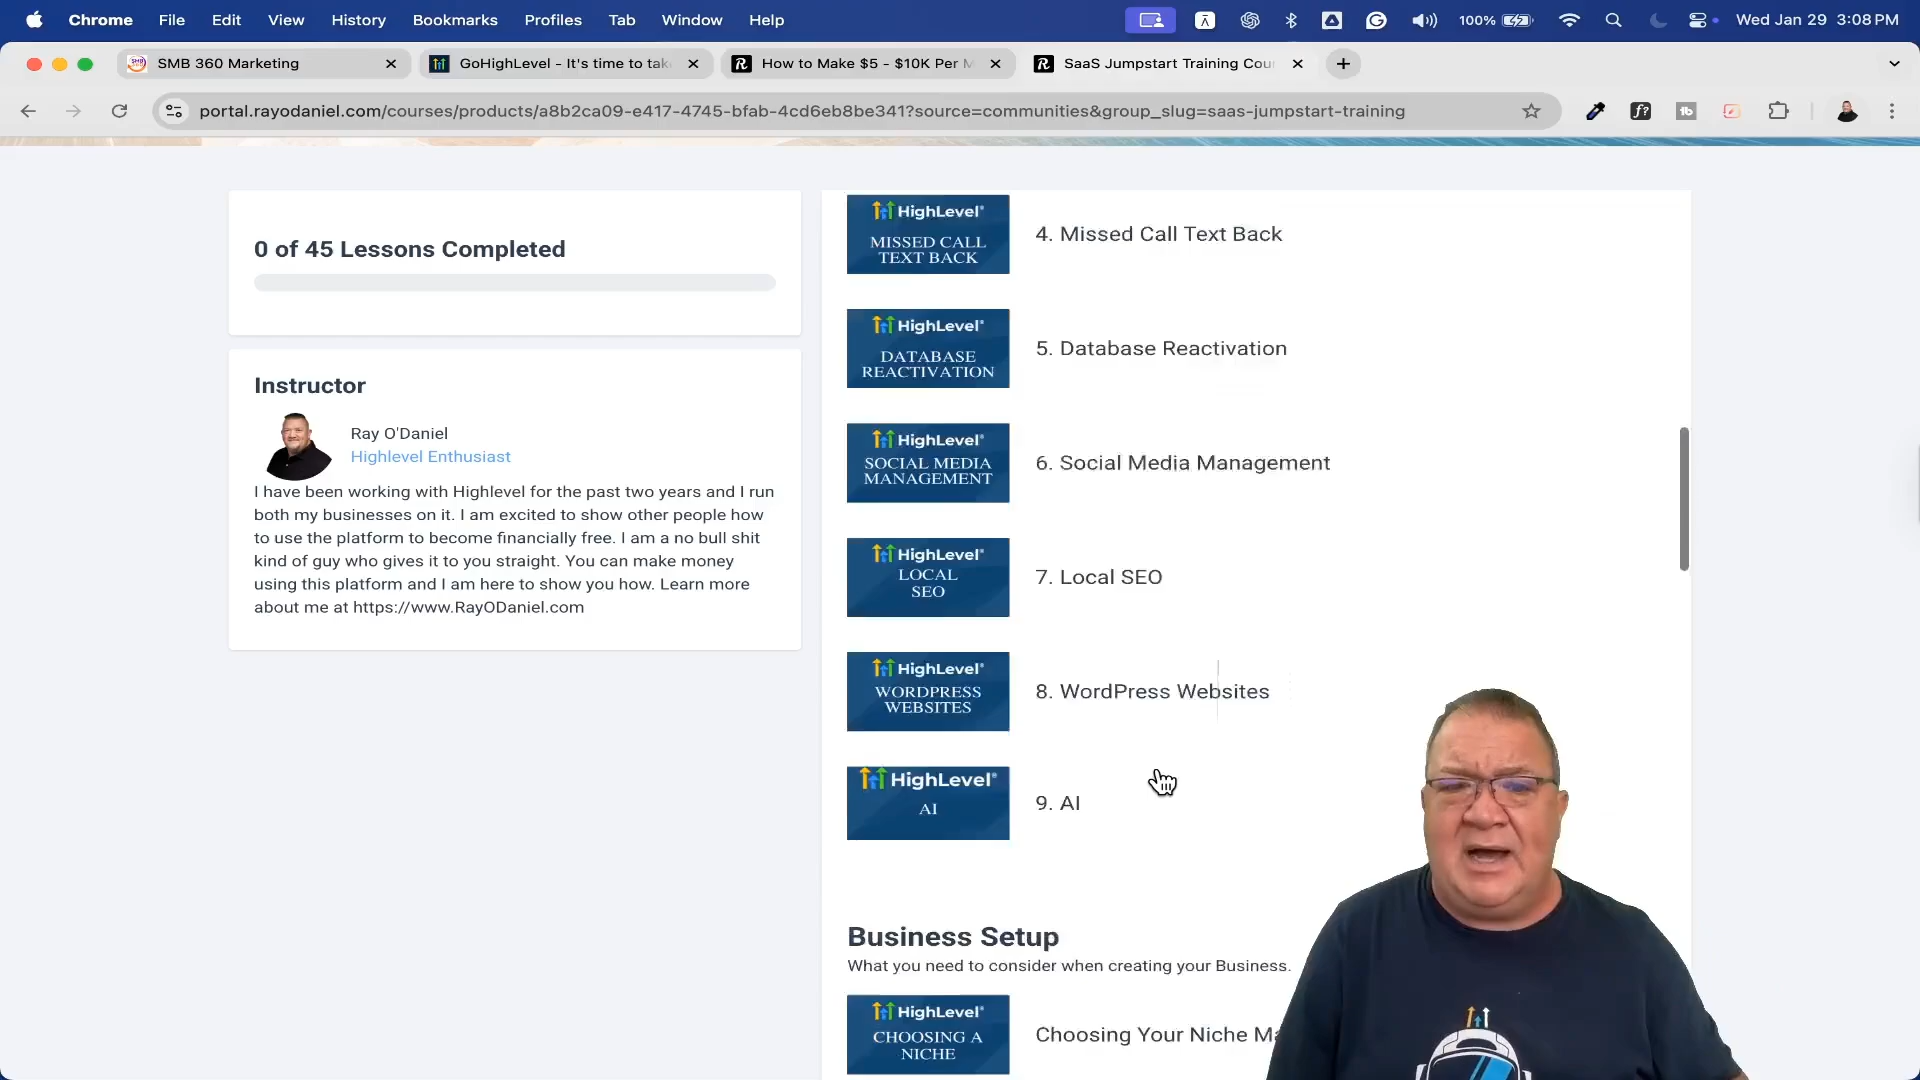 Chrome File Edit View History Bookmarks Profiles Tab Window Help 100% Wed Jan 29 3:08 PM
SMB 360 Marketing GoHighLevel - It's time to tak How to Make $5 - $10K Per M SaaS Jumpstart Training Cou
portal.rayodaniel.com/courses/products/a8b2ca09-e417-4745-bfab-4cd6eb8be341?source=communities&group_slug=saas-jumpstart-training
0 of 45 Lessons Completed
Instructor
Ray O'Daniel
Highlevel Enthusiast
I have been working with Highlevel for the past two years and I run
both my businesses on it. I am excited to show other people how
to use the platform to become financially free. I am a no bull shit
kind of guy who gives it to you straight. You can make money
using this platform and I am here to show you how. Learn more
about me at https://www.RayODaniel.com
HighLevel
MISSED CALL
TEXT BACK
4. Missed Call Text Back
HighLevel
DATABASE
REACTIVATION
5. Database Reactivation
HighLevel
SOCIAL MEDIA
MANAGEMENT
6. Social Media Management
HighLevel
LOCAL
SEO
7. Local SEO
HighLevel
WORDPRESS
WEBSITES
8. WordPress Websites
HighLevel
AI
9. AI
Business Setup
What you need to consider when creating your Business.
HighLevel
CHOOSING A
NICHE
Choosing Your Niche Ma